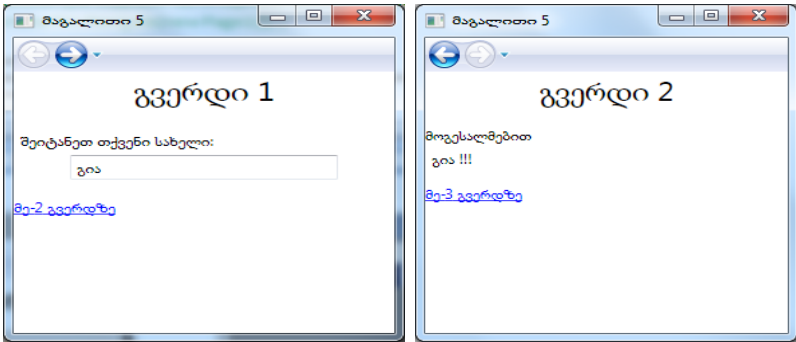 მაგალითი 5
გვერდი 1
შეიტანეთ თქვენი სახელი:
გია
მე-2 გვერდზე
მაგალითი 5
გვერდი 2
მოგესალმებით
გია !!!
მე-3 გვერდზე